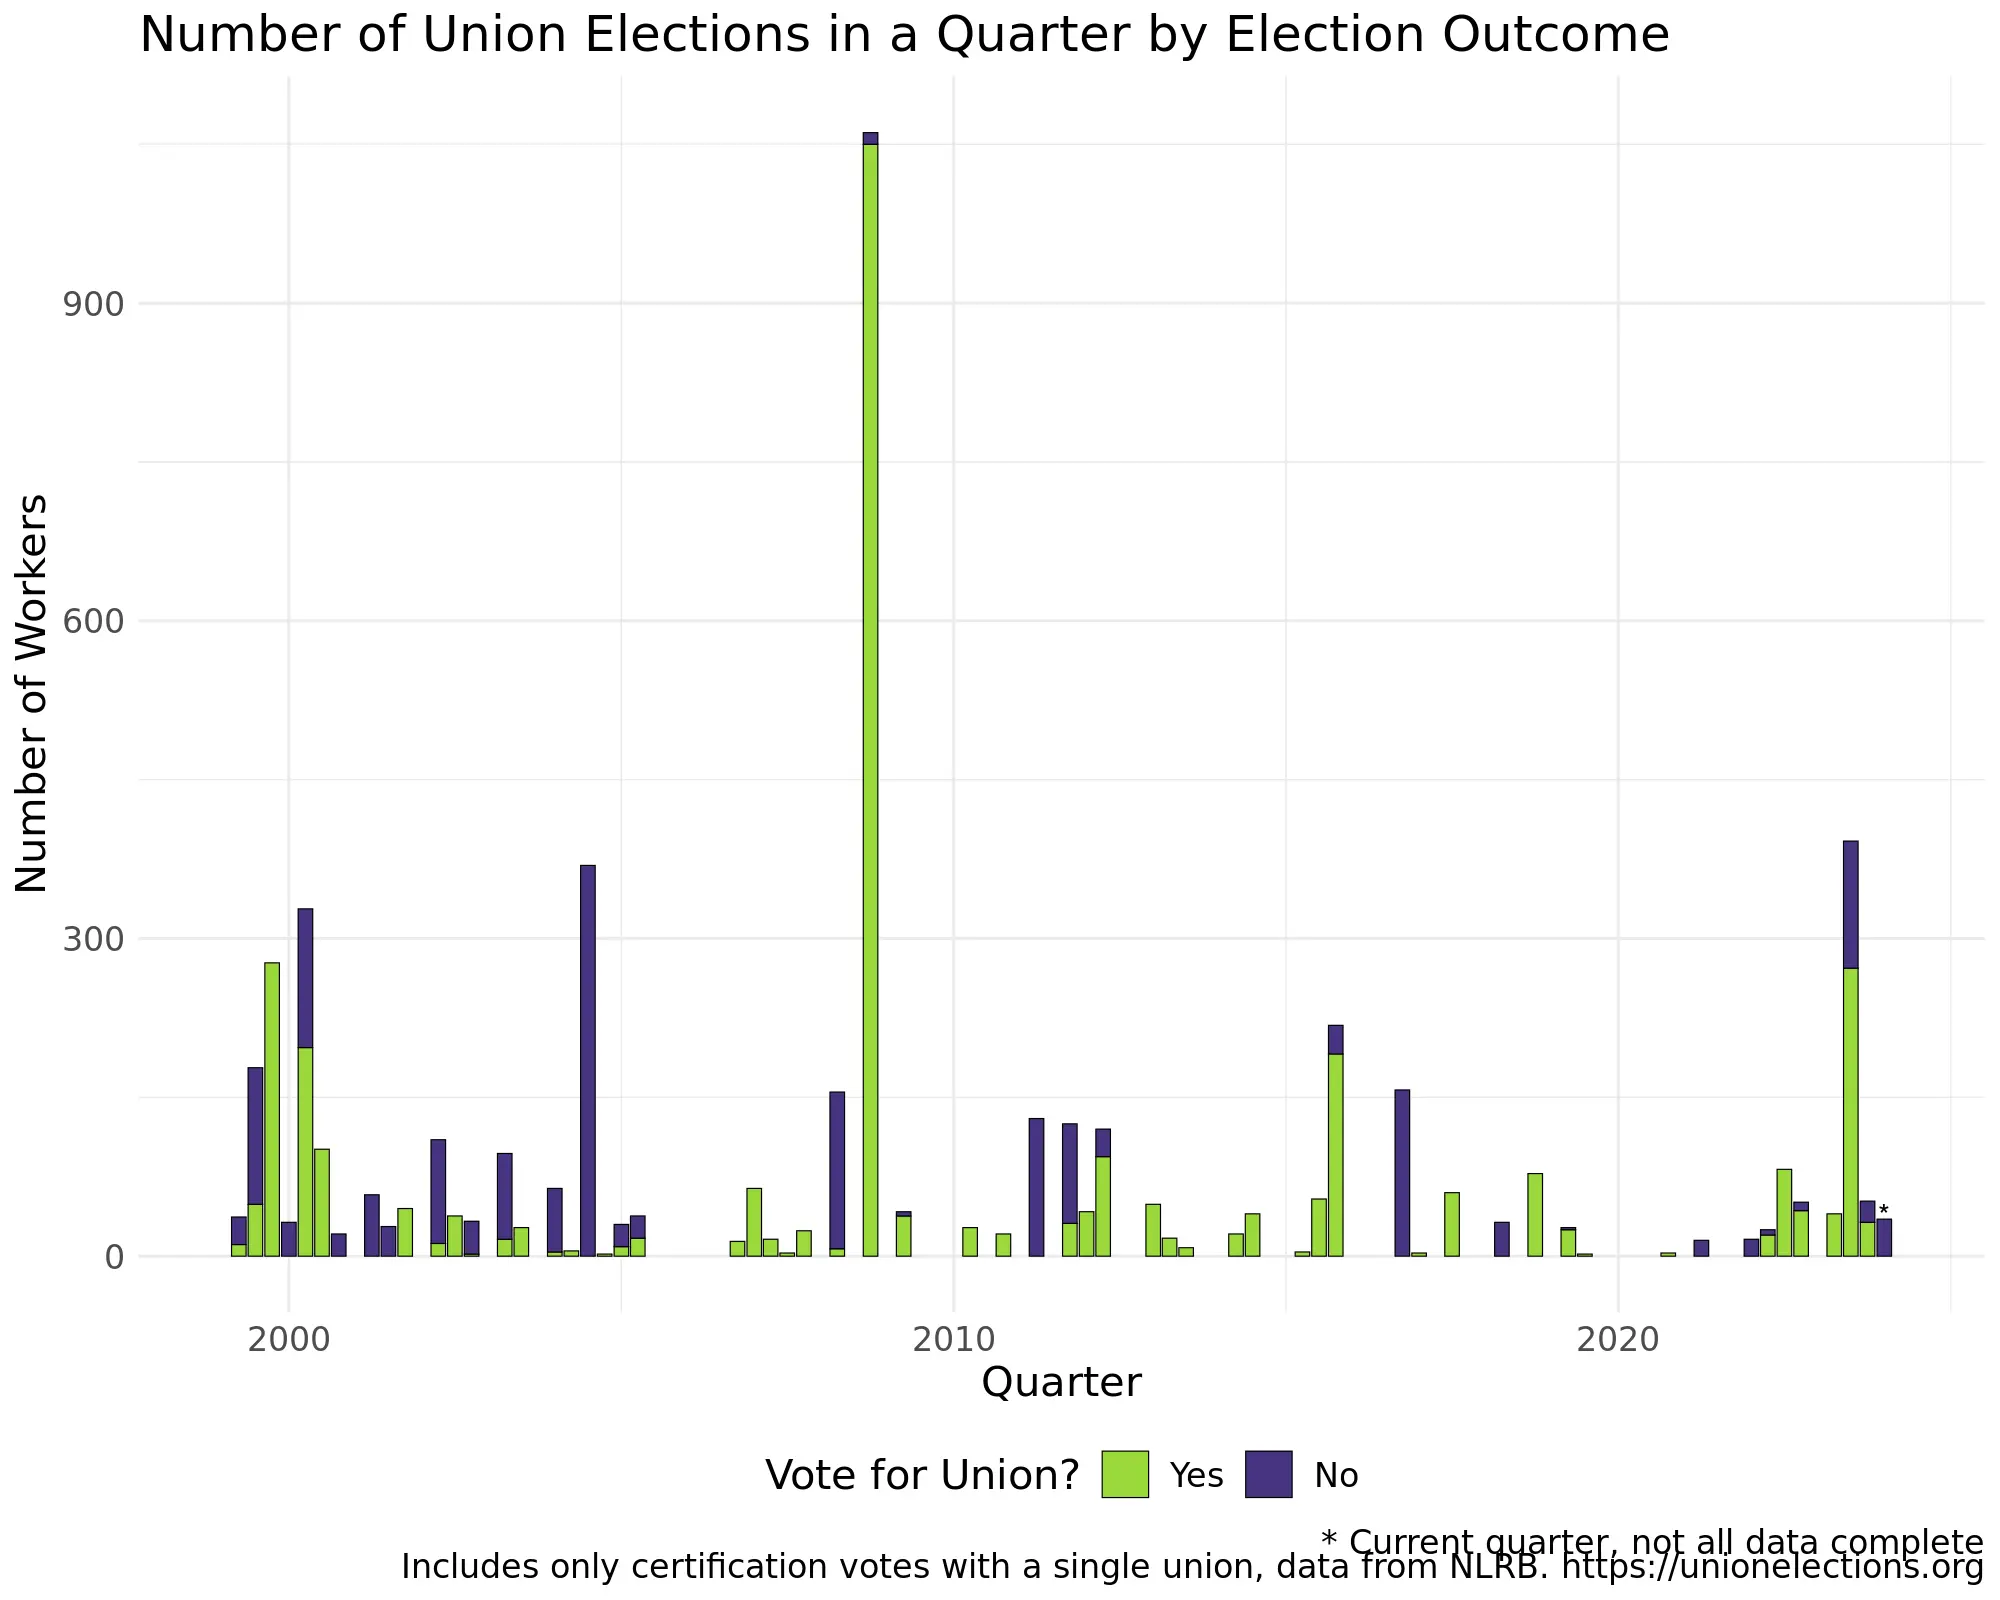 Number of Union Elections in a Quarter by Election Outcome
Number of Workers
900
600
300
0
*
2000
2010
2020
Quarter
Vote for Union?
Yes
No
* Current quarter, not all data complete
Includes only certification votes with a single union, data from NLRB. https://unionelections.org